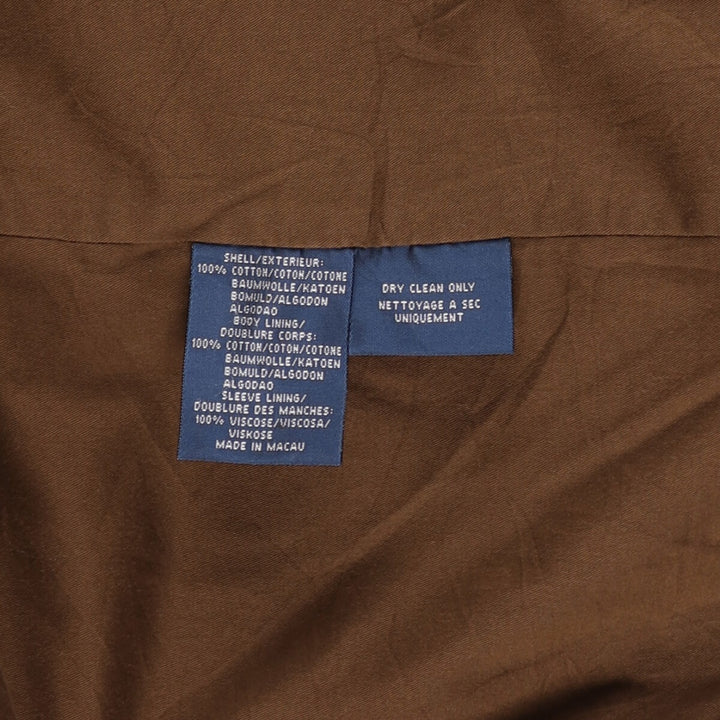 SHELL/EXTERIEUR:
100% COTTON/COTON/COTONE
BAUMWOLLE/KATOEN
BOMULD/ALGODON
ALGODAO
BODY LINING/
DOUBLURE CORPS:
100% COTTON/COTON/COTONE
BAUMWOLLE/KATOEN
BOMULD/ALGODON
ALGODAO
SLEEVE LINING/
DOUBLURE DES MANCHES:
100% VISCOSE/VISCOSA/
VISKOSE
MADE IN MACAU
DRY CLEAN ONLY
NETTOYAGE A SEC
UNIQUEMENT